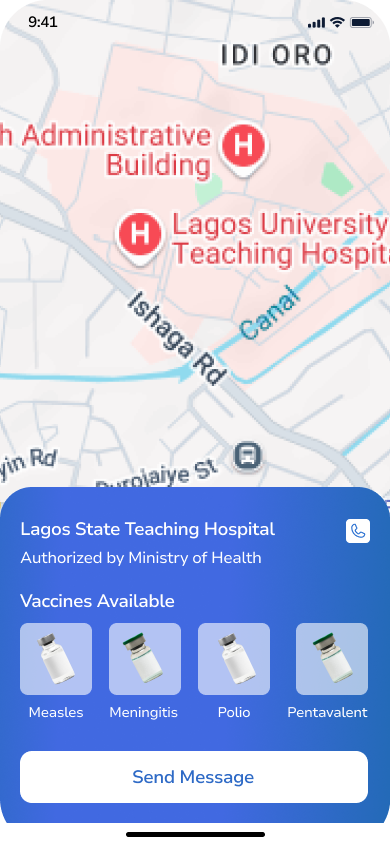 9:41
IDI ORO
h Administrative
Building
H
H
Lagos University
Teaching Hospita
Ishaga Rd
Canal
yin Rd
Durojaiye St
Lagos State Teaching Hospital
Authorized by Ministry of Health
Vaccines Available
Measles Meningitis Polio Pentavalent
Send Message